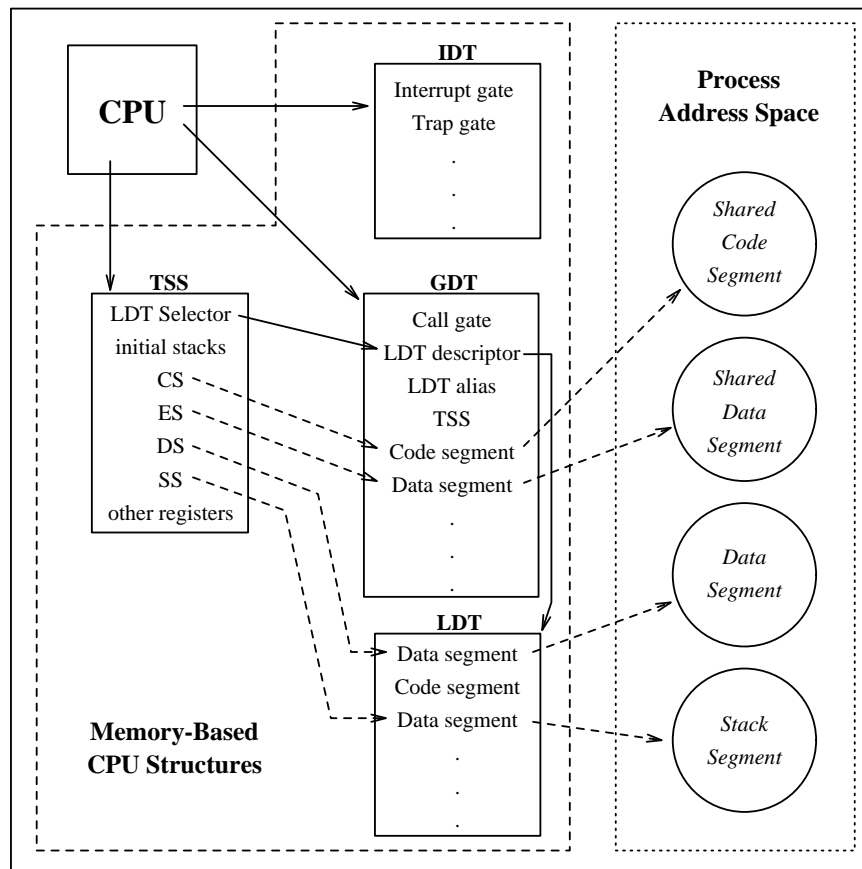 CPU
IDT
Interrupt gate
Trap gate
.
.
.
TSS
LDT Selector
initial stacks
CS
ES
DS
SS
other registers
GDT
Call gate
LDT descriptor
LDT alias
TSS
Code segment
Data segment
.
.
.
LDT
Data segment
Code segment
Data segment
.
.
.
Memory-Based
CPU Structures
Process
Address Space
Shared
Code
Segment
Shared
Data
Segment
Data
Segment
Stack
Segment